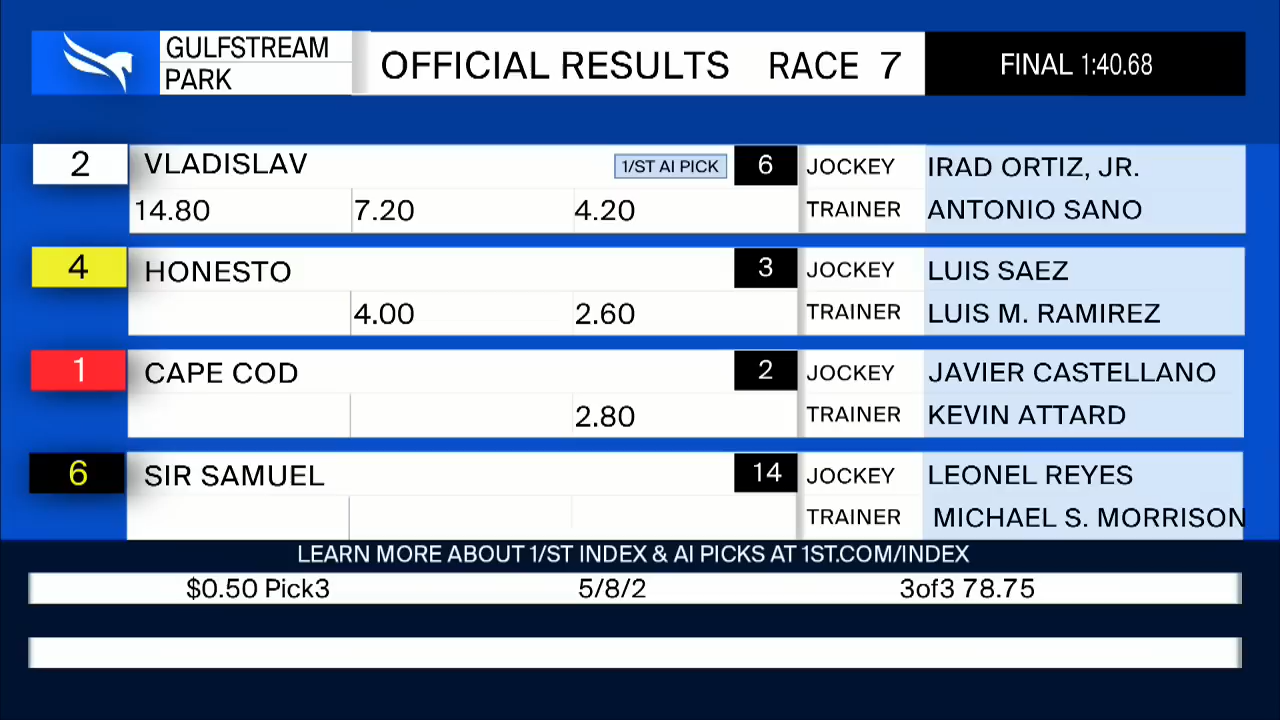 GULFSTREAM PARK OFFICIAL RESULTS RACE 7 FINAL 1:40.68
2 VLADISLAV 1/ST AI PICK 6 JOCKEY IRAD ORTIZ, JR.
14.80 7.20 4.20 TRAINER ANTONIO SANO
4 HONESTO 3 JOCKEY LUIS SAEZ
4.00 2.60 TRAINER LUIS M. RAMIREZ
1 CAPE COD 2 JOCKEY JAVIER CASTELLANO
2.80 TRAINER KEVIN ATTARD
6 SIR SAMUEL 14 JOCKEY LEONEL REYES
TRAINER MICHAEL S. MORRISON
LEARN MORE ABOUT 1/ST INDEX & AI PICKS AT 1ST.COM/INDEX
$0.50 Pick3 5/8/2 3of3 78.75